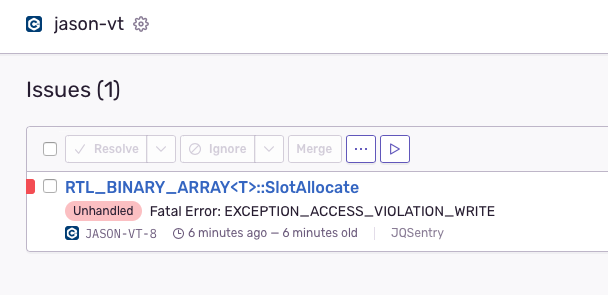 jason-vt
Issues (1)
Resolve Ignore Merge ...
RTL_BINARY_ARRAY<T>::SlotAllocate
Unhandled Fatal Error: EXCEPTION_ACCESS_VIOLATION_WRITE
JASON-VT-8 6 minutes ago — 6 minutes old JQSentry